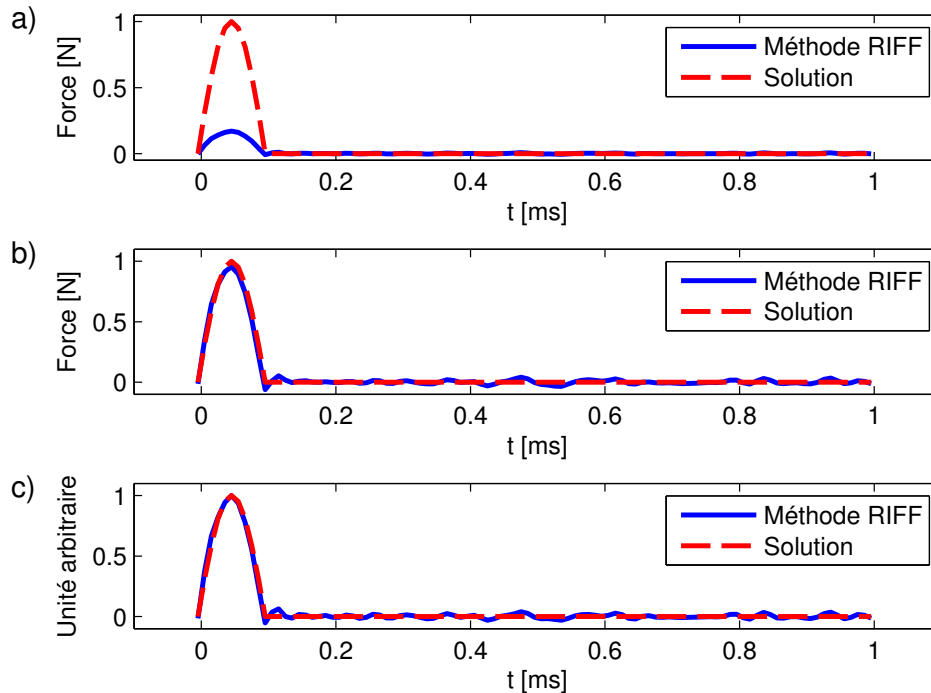 a)
Force [N]
1
0.5
0
Méthode RIFF
Solution
0
0.2
0.4
0.6
0.8
1
t [ms]
b)
Force [N]
1
0.5
0
Méthode RIFF
Solution
0
0.2
0.4
0.6
0.8
1
t [ms]
c)
Unité arbitraire
1
0.5
0
Méthode RIFF
Solution
0
0.2
0.4
0.6
0.8
1
t [ms]